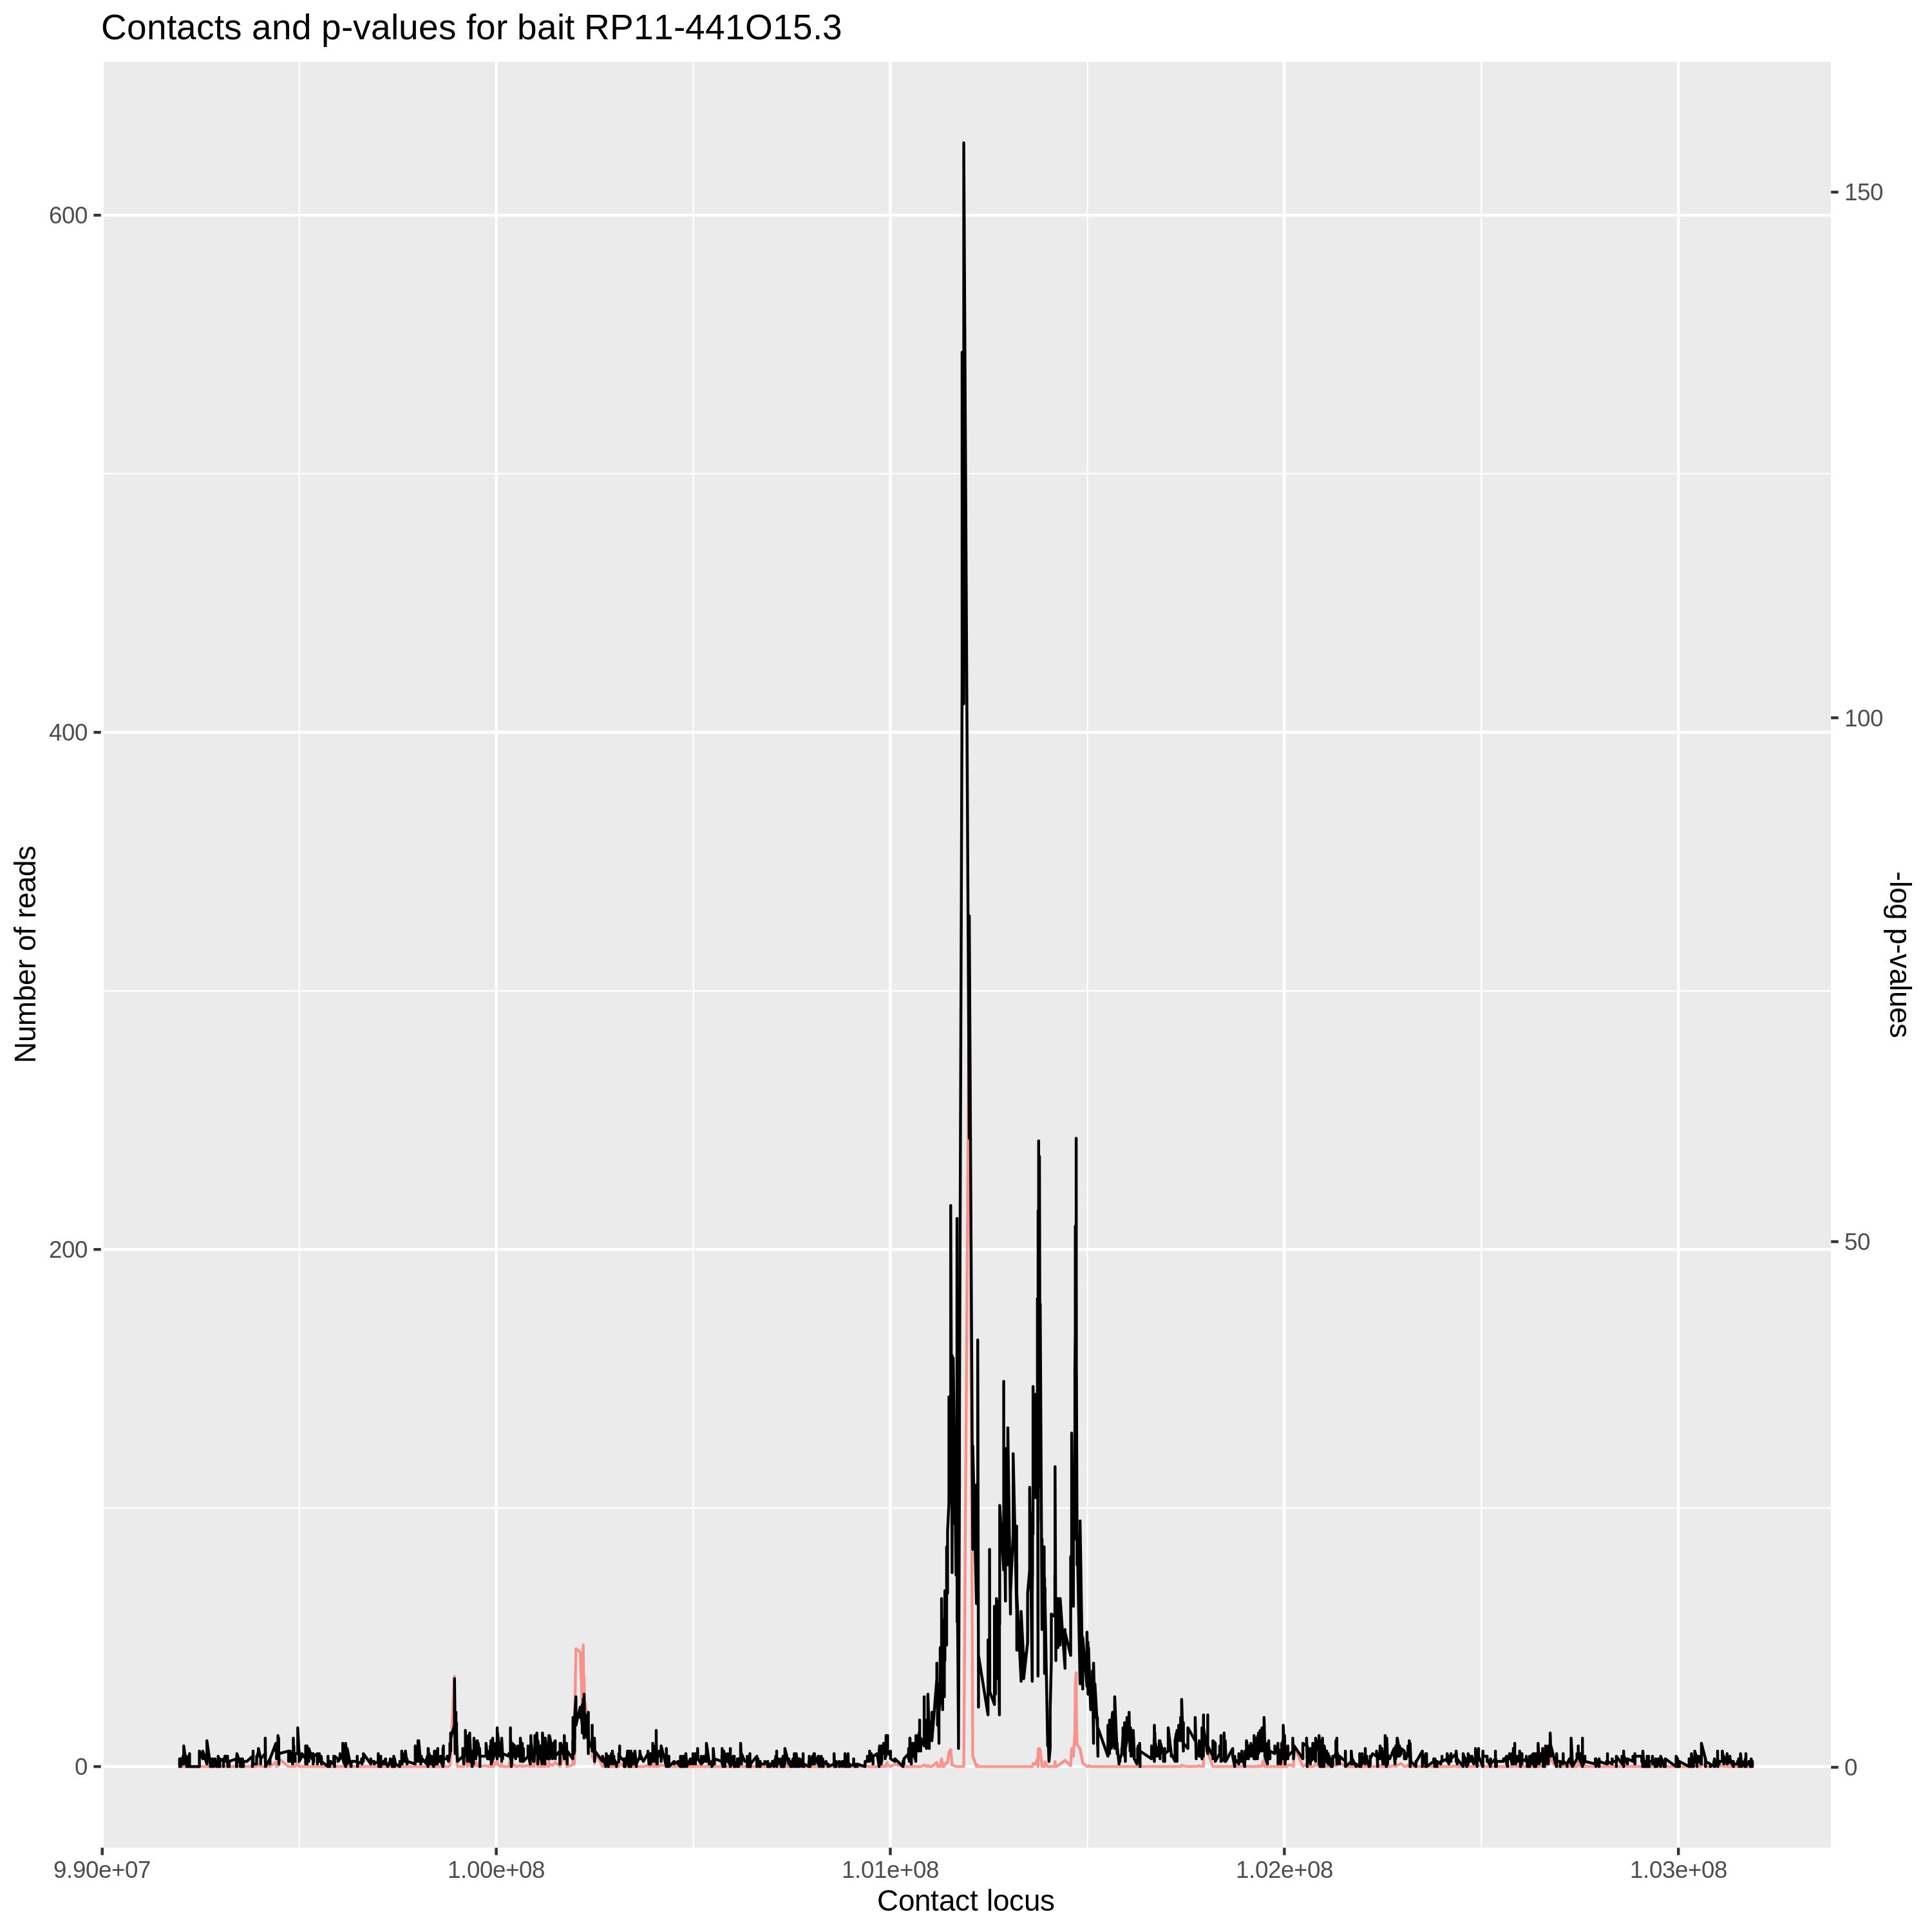 Contacts and p-values for bait RP11-441O15.3
600
400
200
0
150
100
50
0
Number of reads
-log p-values
9.90e+07
1.00e+08
1.01e+08
1.02e+08
1.03e+08
Contact locus